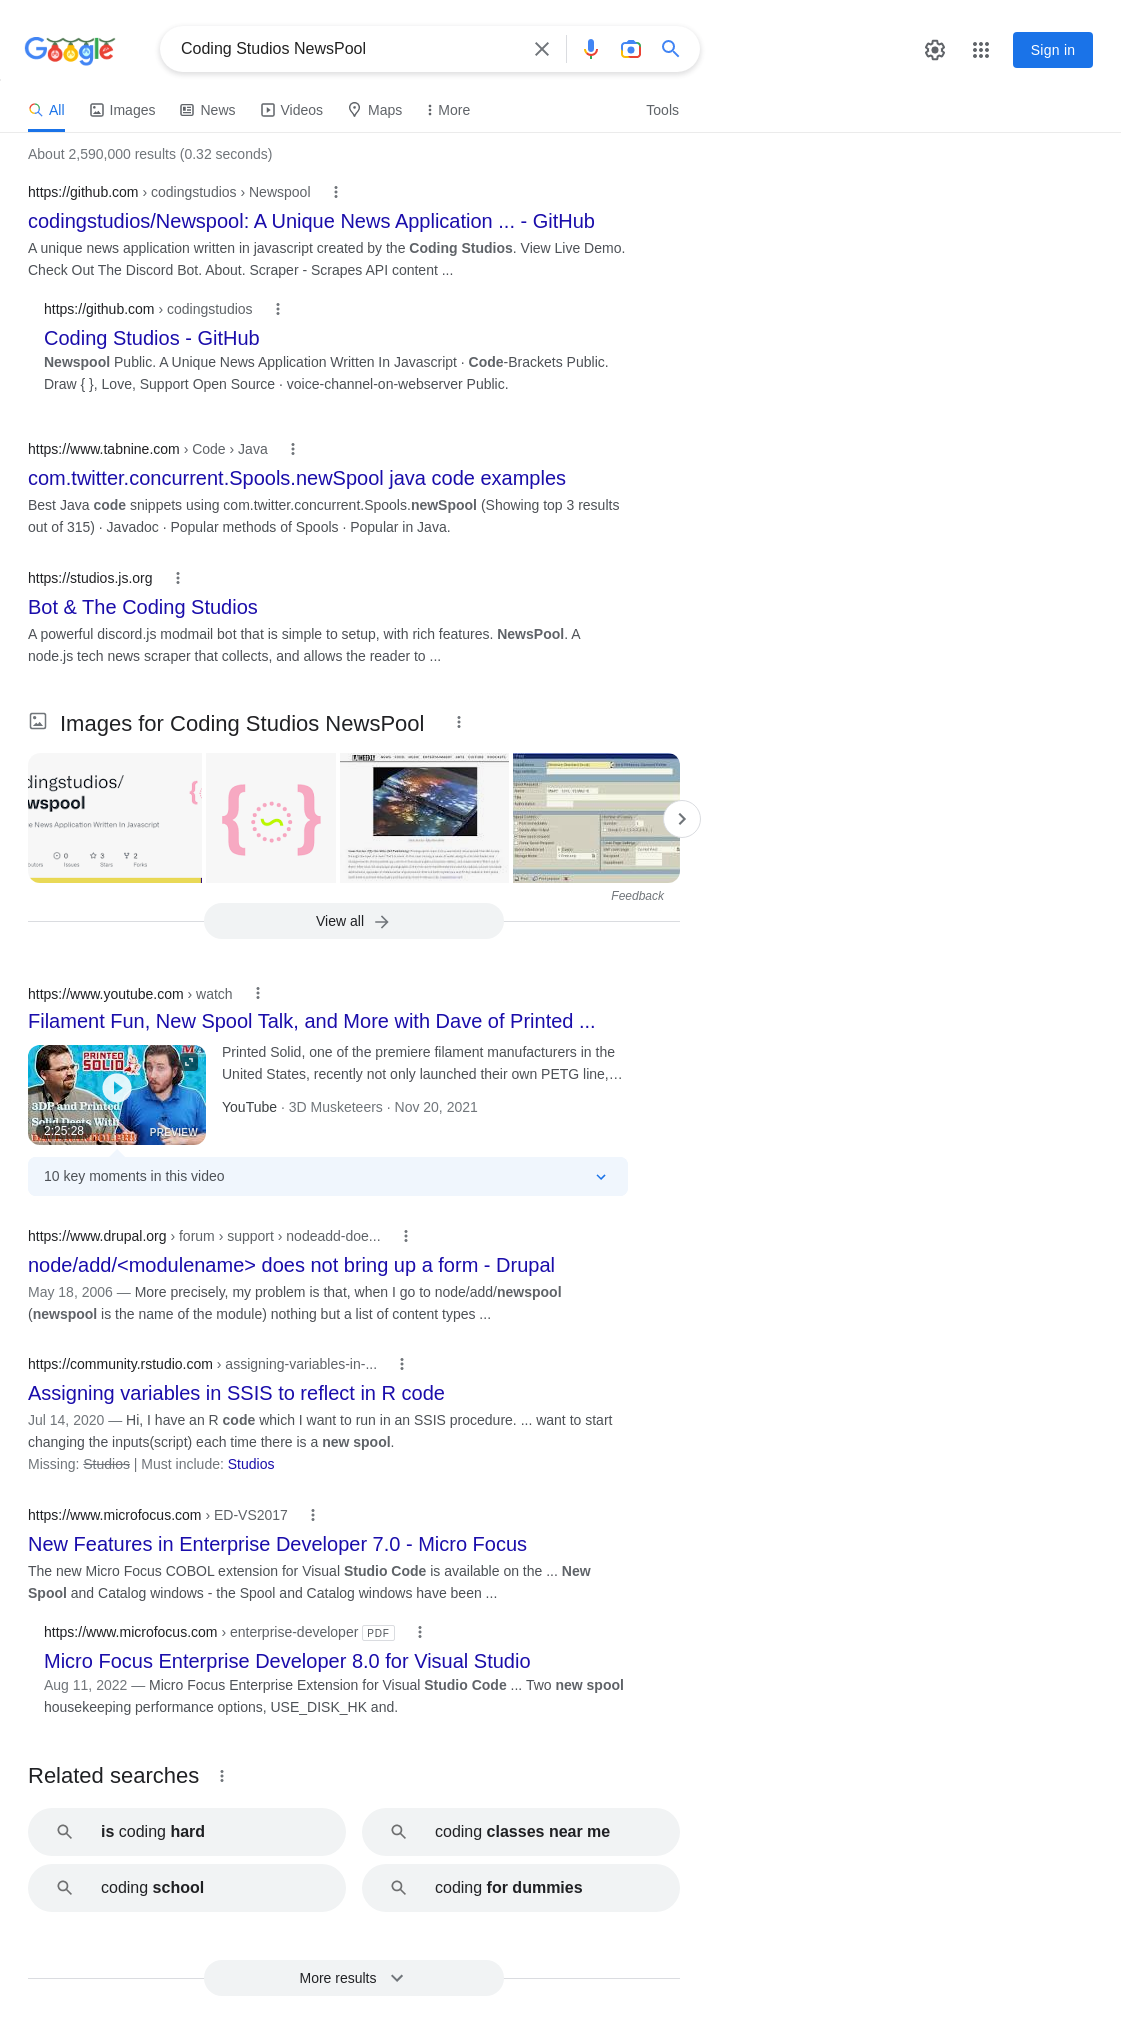 Google
Coding Studios NewsPool
Sign in
All
Images
News
Videos
Maps
More
Tools
About 2,590,000 results (0.32 seconds)
https://github.com › codingstudios › Newspool
codingstudios/Newspool: A Unique News Application ... - GitHub
A unique news application written in javascript created by the Coding Studios. View Live Demo.
Check Out The Discord Bot. About. Scraper - Scrapes API content ...
https://github.com › codingstudios
Coding Studios - GitHub
Newspool Public. A Unique News Application Written In Javascript · Code-Brackets Public.
Draw { }, Love, Support Open Source · voice-channel-on-webserver Public.
https://www.tabnine.com › Code › Java
com.twitter.concurrent.Spools.newSpool java code examples
Best Java code snippets using com.twitter.concurrent.Spools.newSpool (Showing top 3 results
out of 315) · Javadoc · Popular methods of Spools · Popular in Java.
https://studios.js.org
Bot & The Coding Studios
A powerful discord.js modmail bot that is simple to setup, with rich features. NewsPool. A
node.js tech news scraper that collects, and allows the reader to ...
Images for Coding Studios NewsPool
dingstudios/
wspool
e News Application Written In Javascript
0
3
2
utors
Issues
Stars
Forks
{ }
WEEKLY
NEWS FOOD MUSIC ENTERTAINMENT ARTS CULTURE PODCASTS
Feedback
View all
https://www.youtube.com › watch
Filament Fun, New Spool Talk, and More with Dave of Printed ...
PRINTED
SOLID
3DP and Printed
Solid Deets With
2:25:28
PREVIEW
Printed Solid, one of the premiere filament manufacturers in the
United States, recently not only launched their own PETG line,...
YouTube · 3D Musketeers · Nov 20, 2021
10 key moments in this video
https://www.drupal.org › forum › support › nodeadd-doe...
node/add/<modulename> does not bring up a form - Drupal
May 18, 2006 — More precisely, my problem is that, when I go to node/add/newspool
(newspool is the name of the module) nothing but a list of content types ...
https://community.rstudio.com › assigning-variables-in-...
Assigning variables in SSIS to reflect in R code
Jul 14, 2020 — Hi, I have an R code which I want to run in an SSIS procedure. ... want to start
changing the inputs(script) each time there is a new spool.
Missing: Studios | Must include: Studios
https://www.microfocus.com › ED-VS2017
New Features in Enterprise Developer 7.0 - Micro Focus
The new Micro Focus COBOL extension for Visual Studio Code is available on the ... New
Spool and Catalog windows - the Spool and Catalog windows have been ...
https://www.microfocus.com › enterprise-developer PDF
Micro Focus Enterprise Developer 8.0 for Visual Studio
Aug 11, 2022 — Micro Focus Enterprise Extension for Visual Studio Code ... Two new spool
housekeeping performance options, USE_DISK_HK and.
Related searches
is coding hard
coding classes near me
coding school
coding for dummies
More results